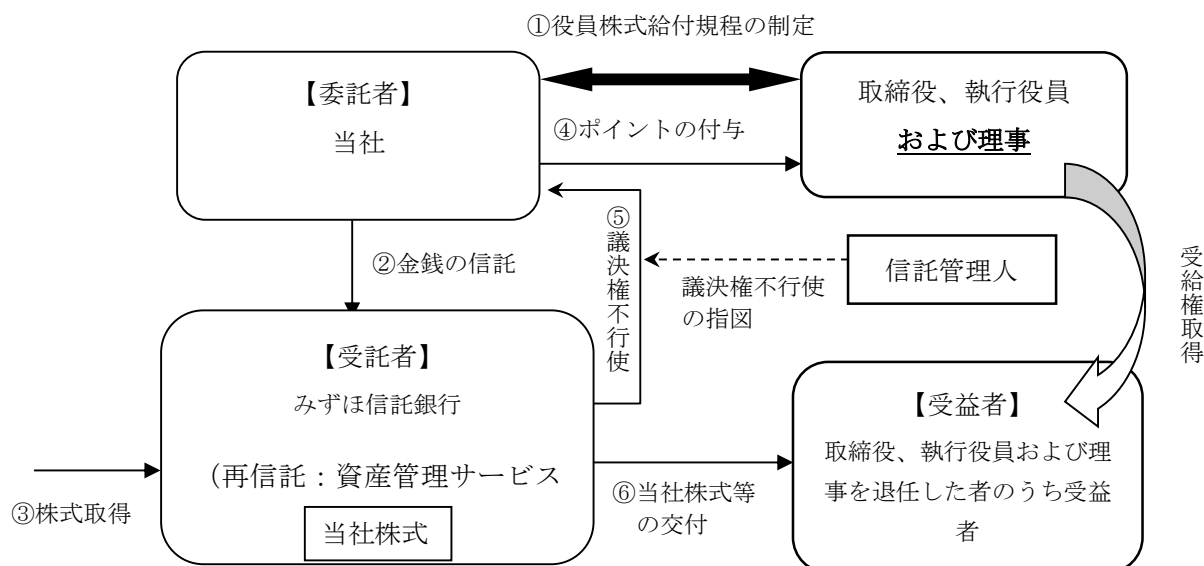 ①役員株式給付規程の制定
【委託者】
当社
取締役、執行役員
および理事
④ポイントの付与
②金銭の信託
⑤議決権不行使
議決権不行使
の指図
信託管理人
受給権取得
【受託者】
みずほ信託銀行
(再信託：資産管理サービス
当社株式
③株式取得
⑥当社株式等
の交付
【受益者】
取締役、執行役員および理
事を退任した者のうち受益
者